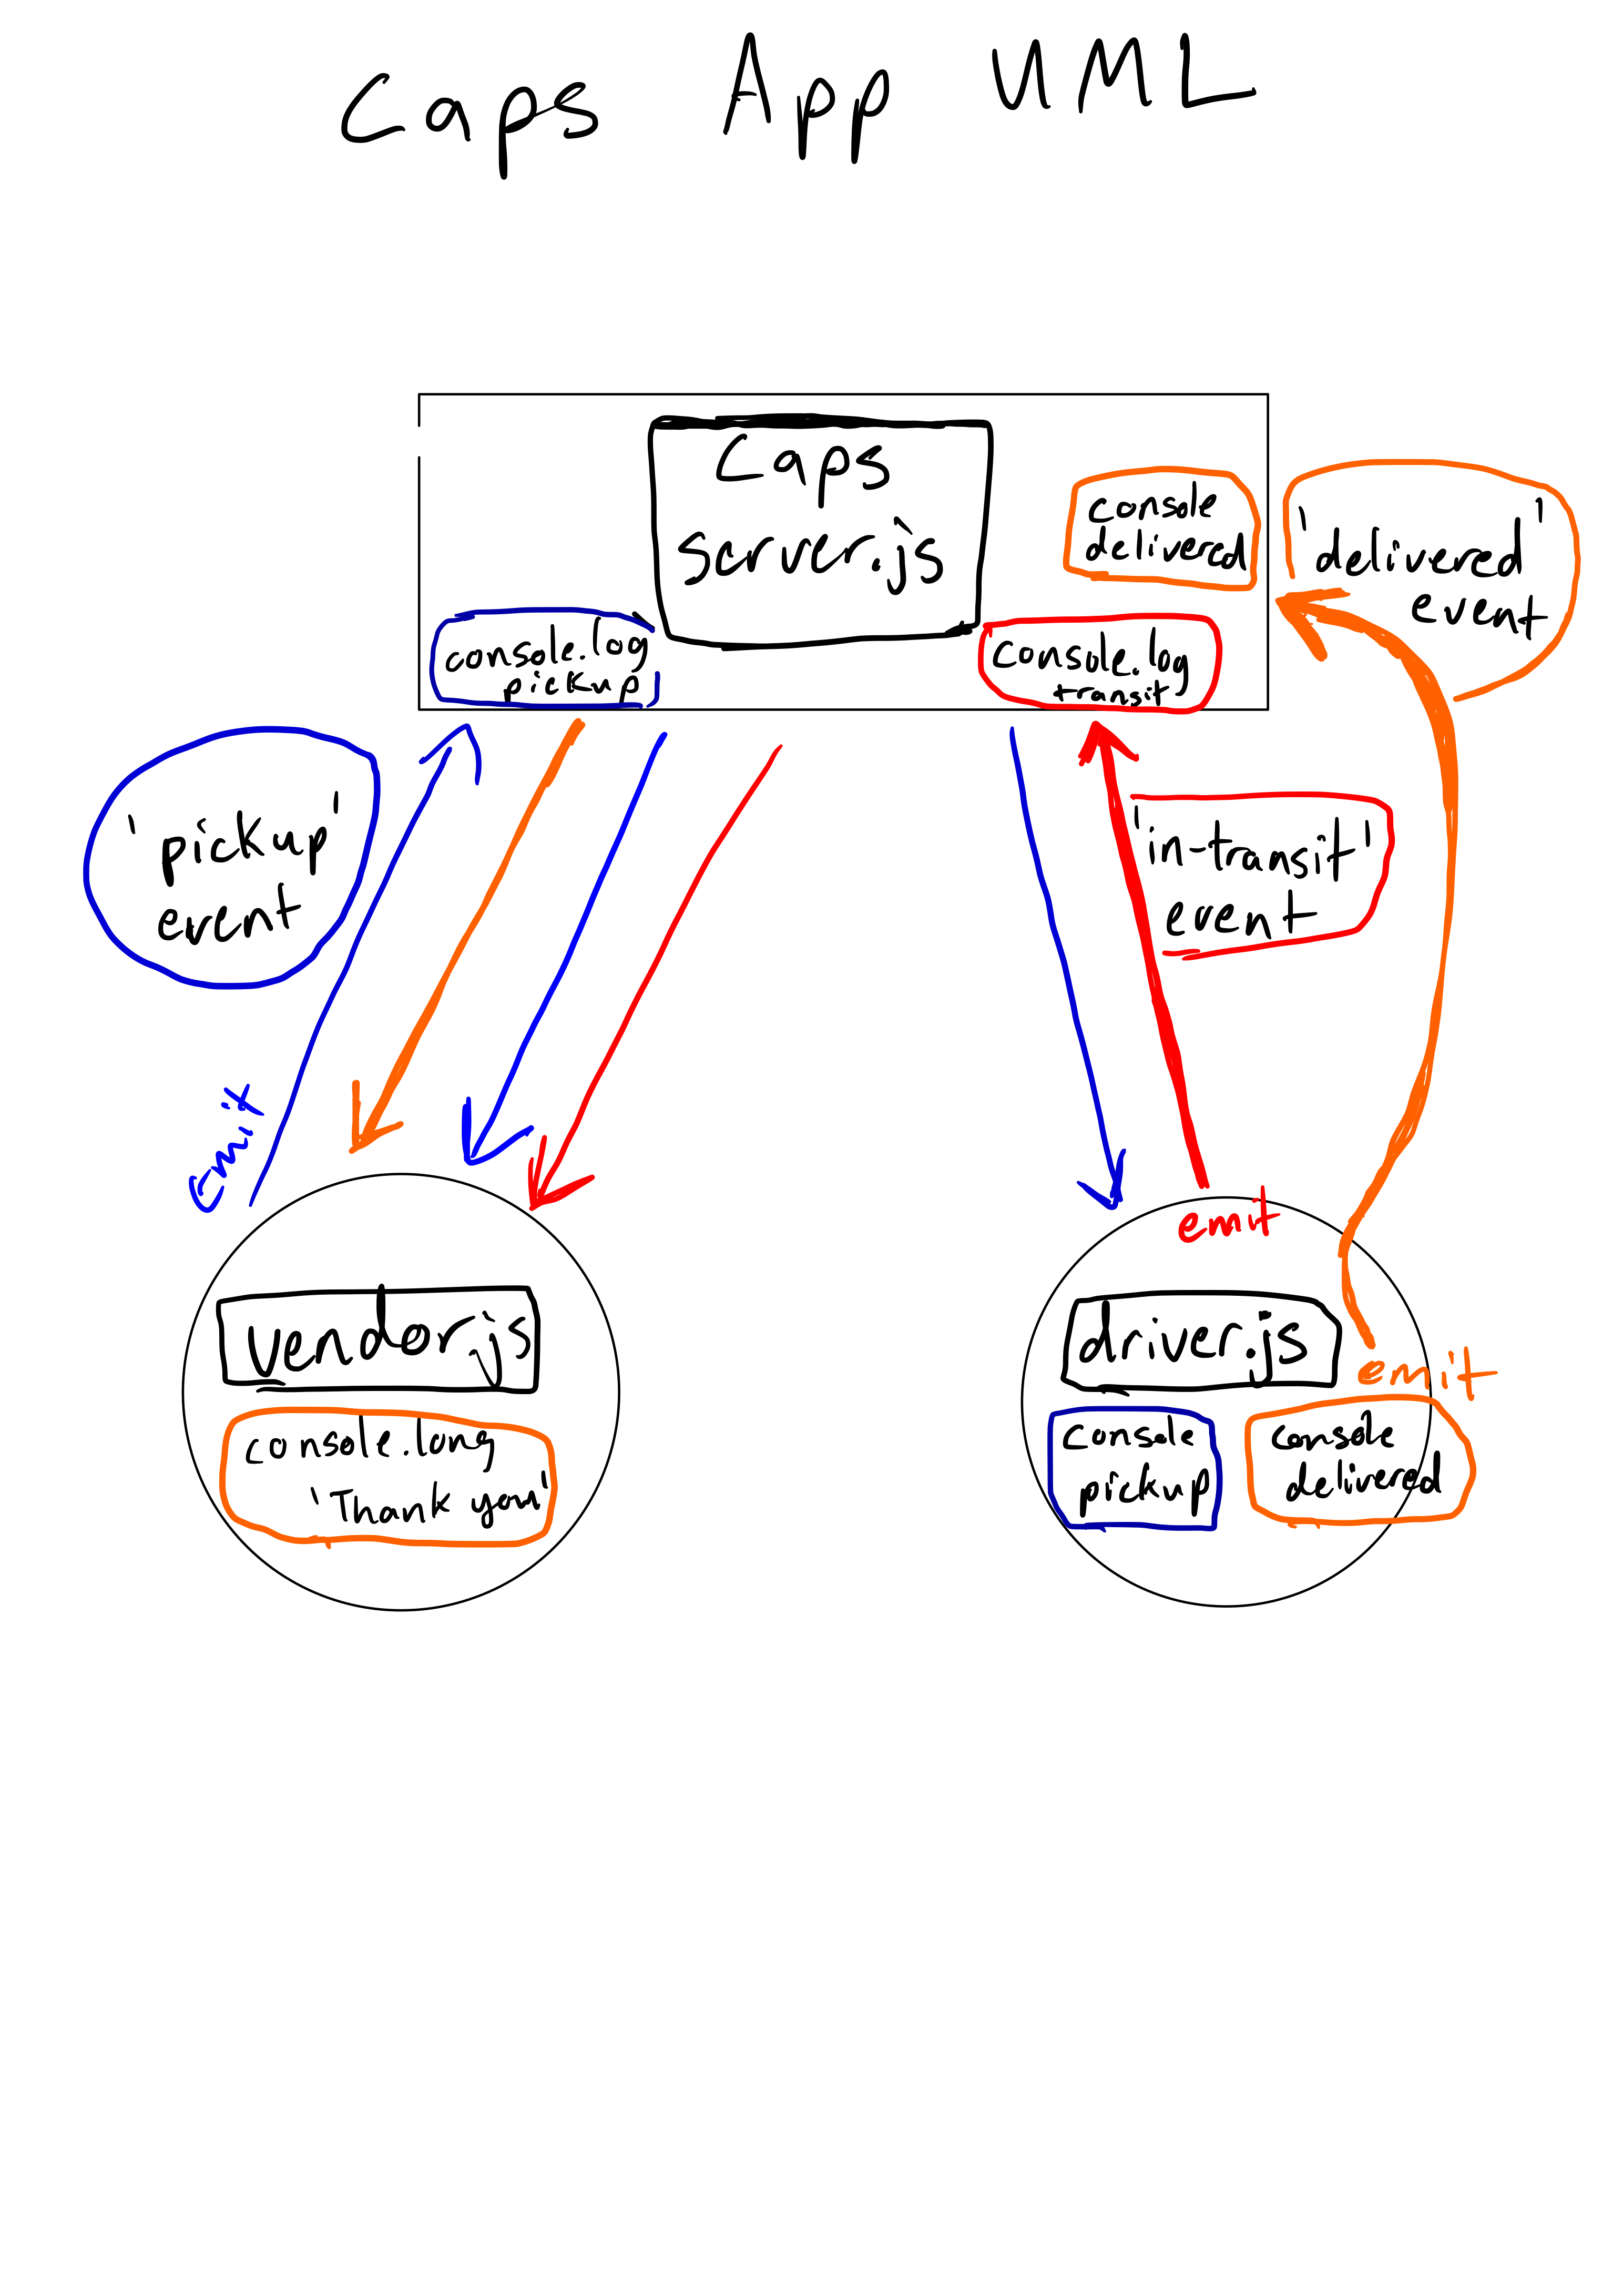 Caps App UML
Caps
server.js
console
delivered
'delivered'
event
console.log
pickup
console.log
transit
'pickup'
event
'in-transit'
event
emit
emit
vendor.js
driver.js
emit
console.long
'Thank you'
console
pickup
console
delivered